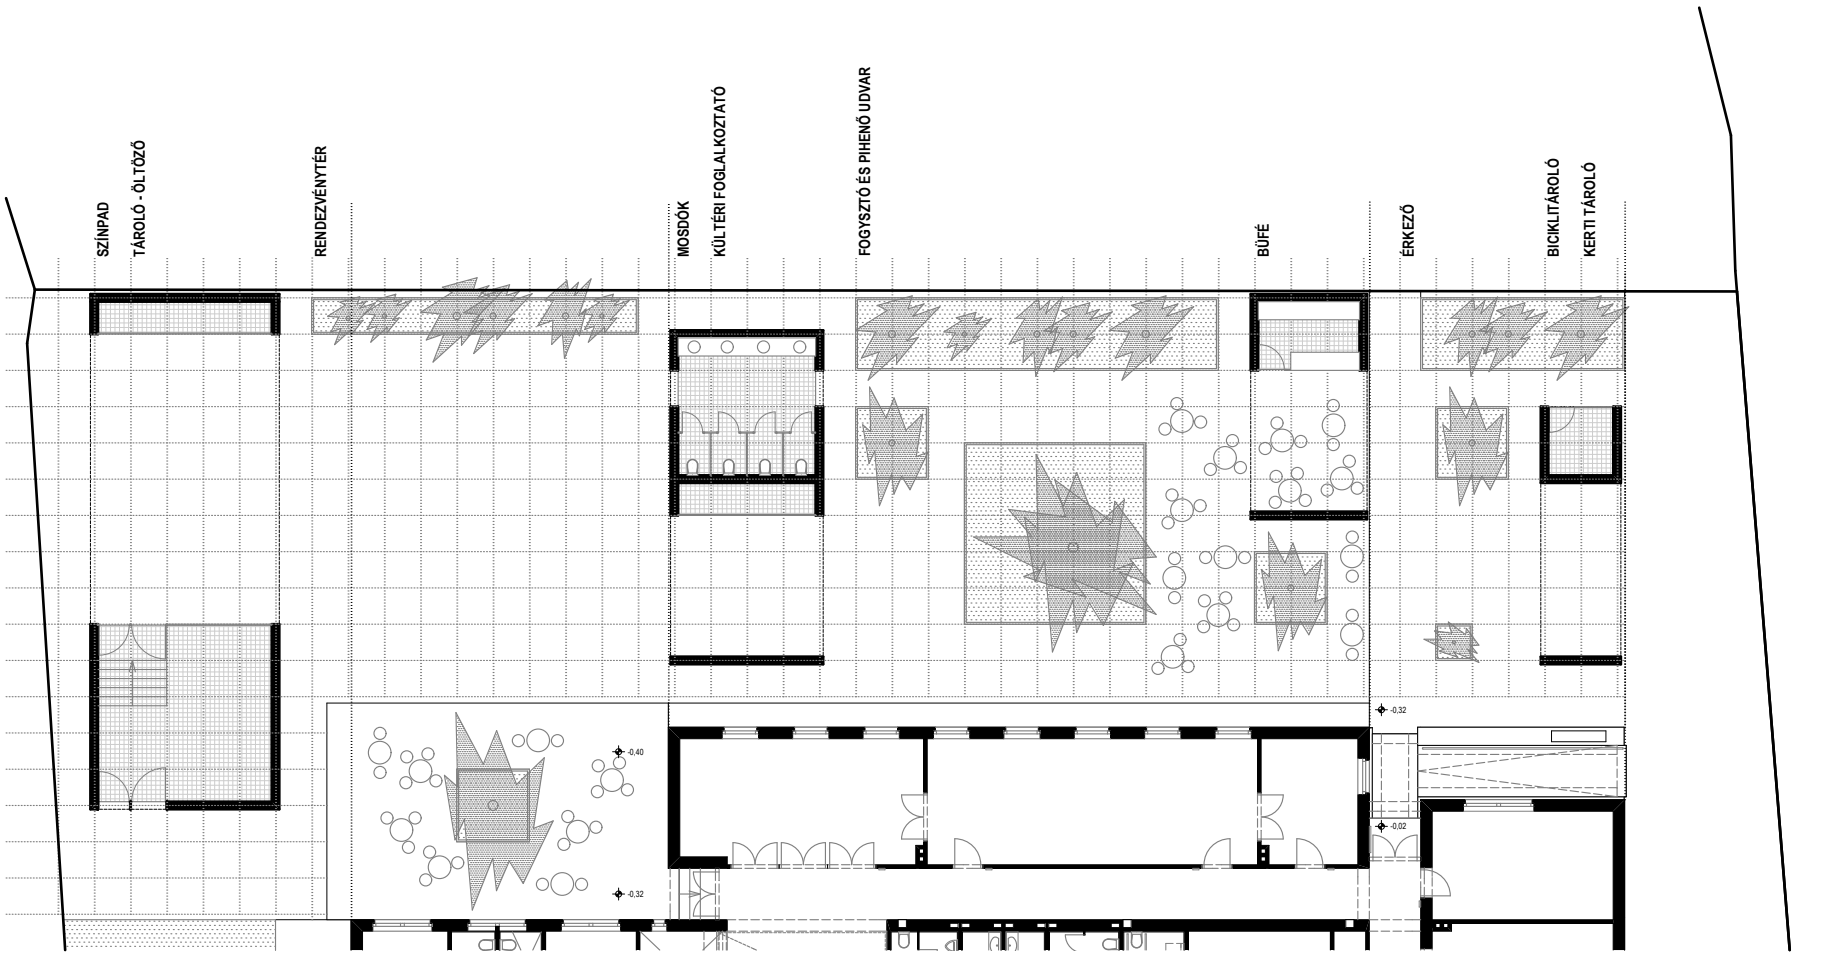 SZÍNPAD
TÁROLÓ - ÖLTÖZŐ
RENDEZVÉNYTÉR
MOSDÓK
KÜLTÉRI FOGLALKOZTATÓ
FOGYSZTÓ ÉS PIHENŐ UDVAR
BÜFÉ
ÉRKEZŐ
BICIKLITÁROLÓ
KERTI TÁROLÓ
-0,32
-0,40
-0,02
-0,32